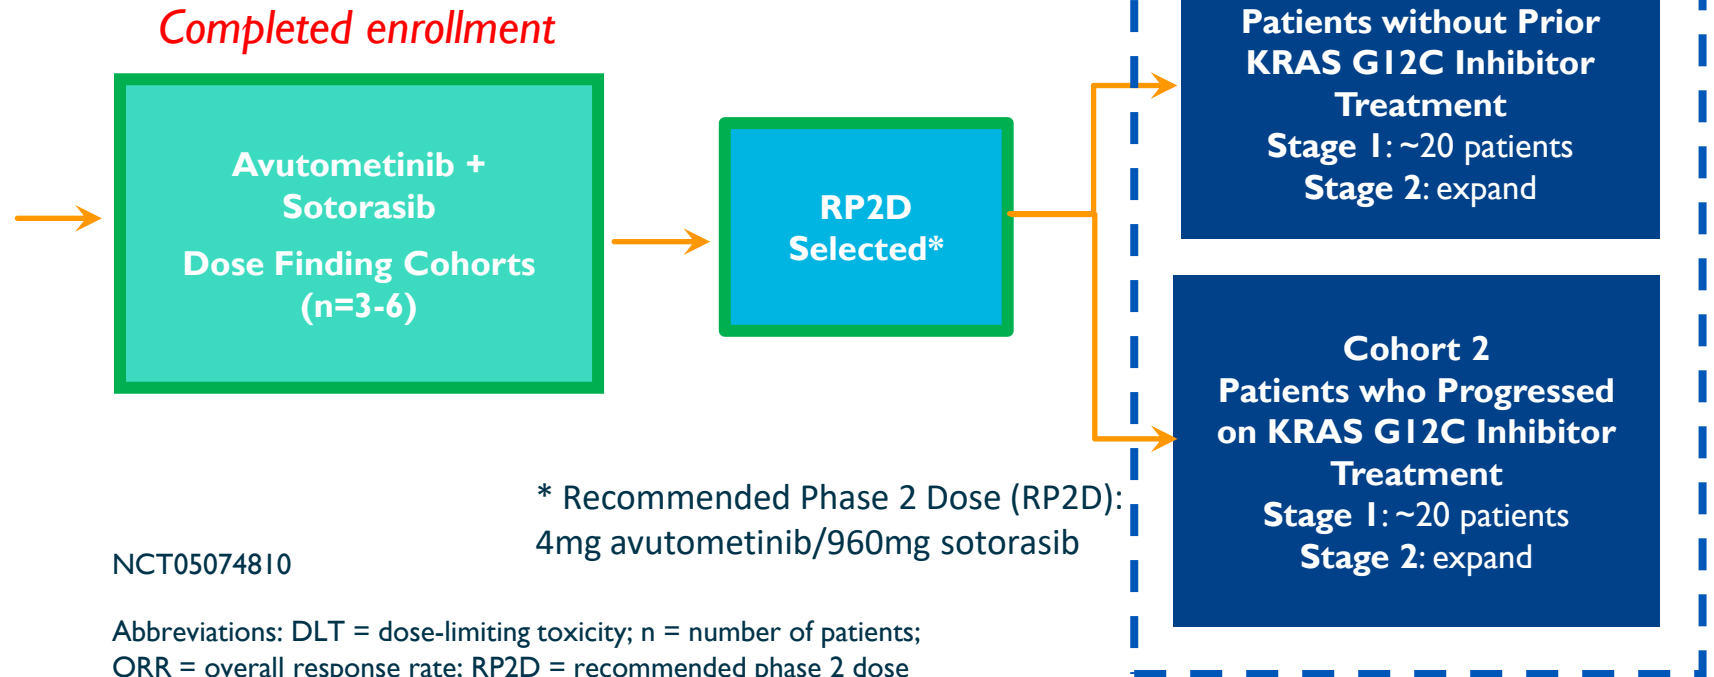 Completed enrollment
Avutometinib +
Sotorasib
Dose Finding Cohorts
(n=3-6)
RP2D
Selected*
Patients without Prior
KRAS G12C Inhibitor
Treatment
Stage 1: ~20 patients
Stage 2: expand
Cohort 2
Patients who Progressed
on KRAS G12C Inhibitor
Treatment
Stage 1: ~20 patients
Stage 2: expand
* Recommended Phase 2 Dose (RP2D):
4mg avutometinib/960mg sotorasib
NCT05074810
Abbreviations: DLT = dose-limiting toxicity; n = number of patients;
ORR = overall response rate; RP2D = recommended phase 2 dose